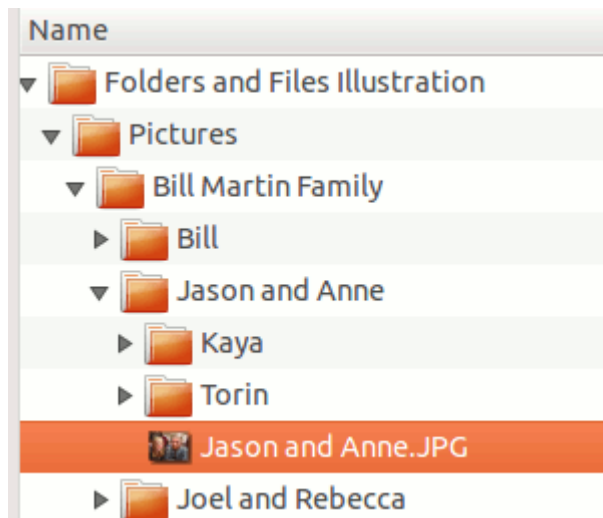 Name
Folders and Files Illustration
Pictures
Bill Martin Family
Bill
Jason and Anne
Kaya
Torin
Jason and Anne.JPG
Joel and Rebecca